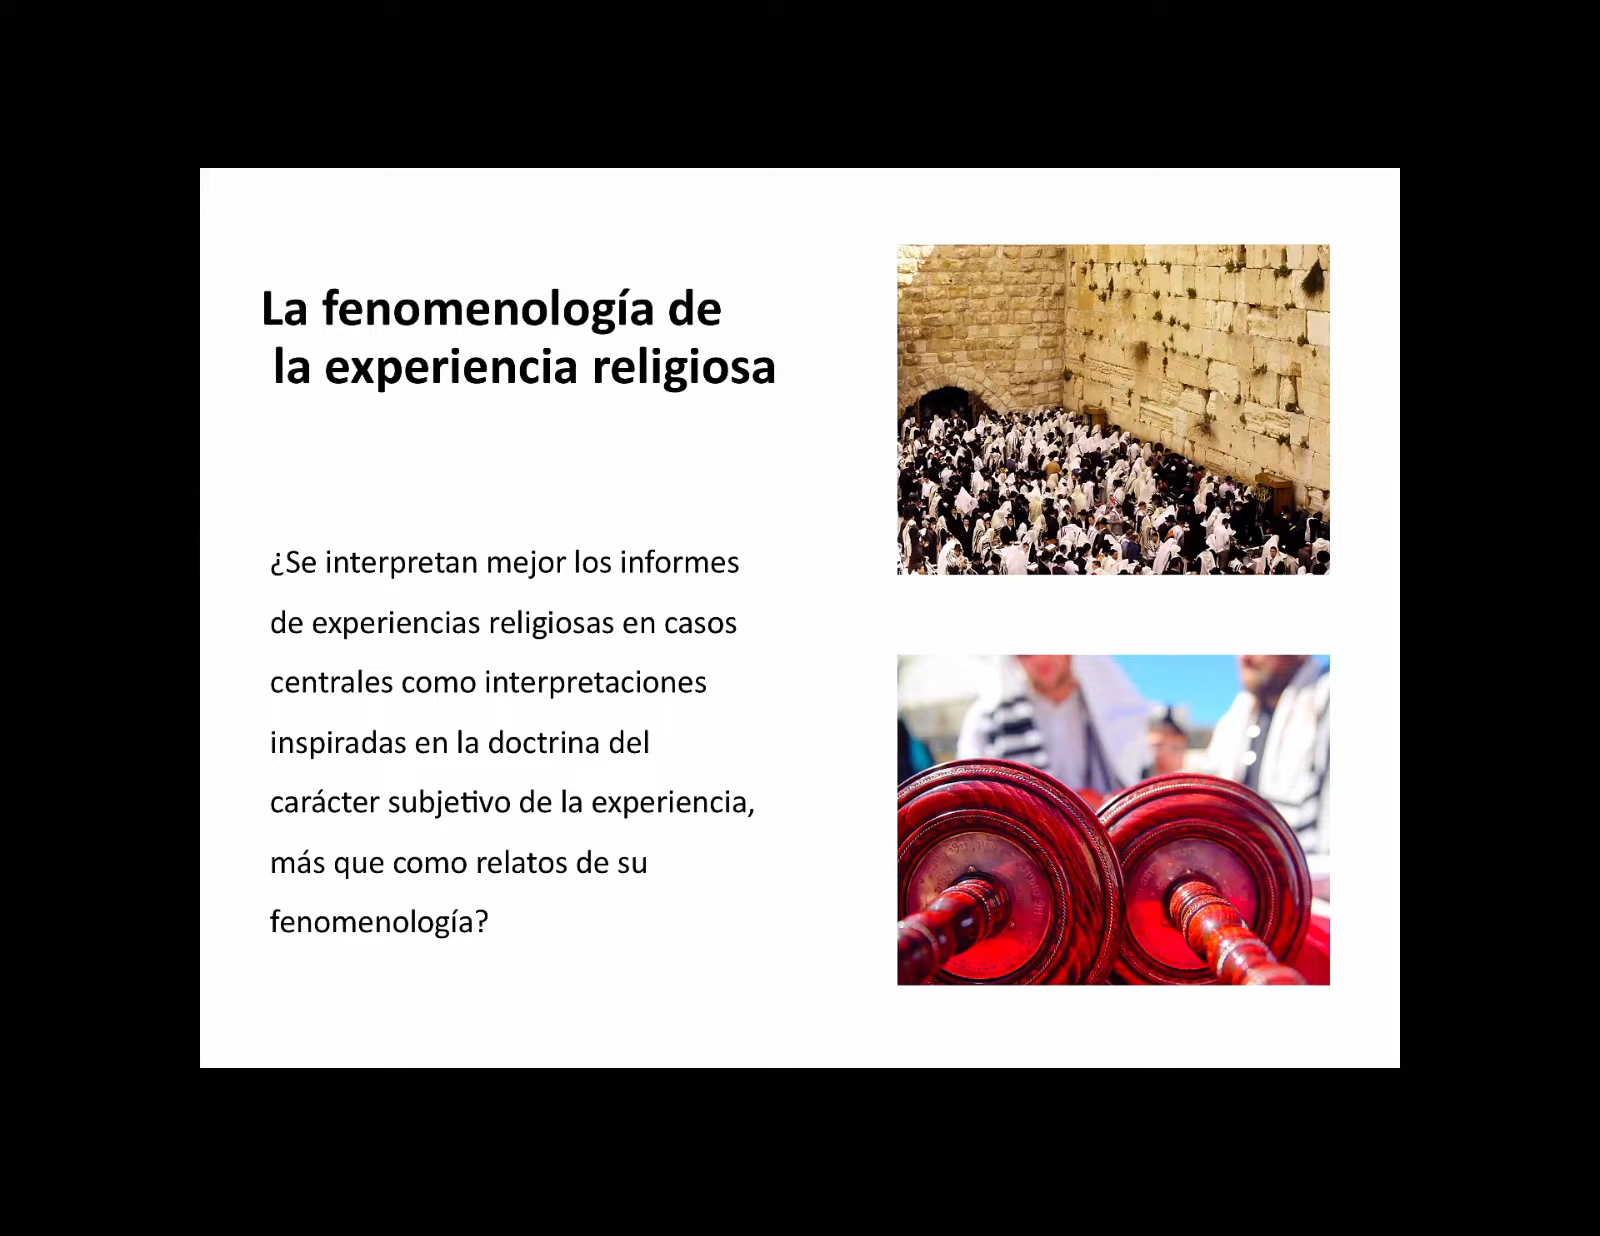 La fenomenología de
la experiencia religiosa
¿Se interpretan mejor los informes
de experiencias religiosas en casos
centrales como interpretaciones
inspiradas en la doctrina del
carácter subjetivo de la experiencia,
más que como relatos de su
fenomenología?